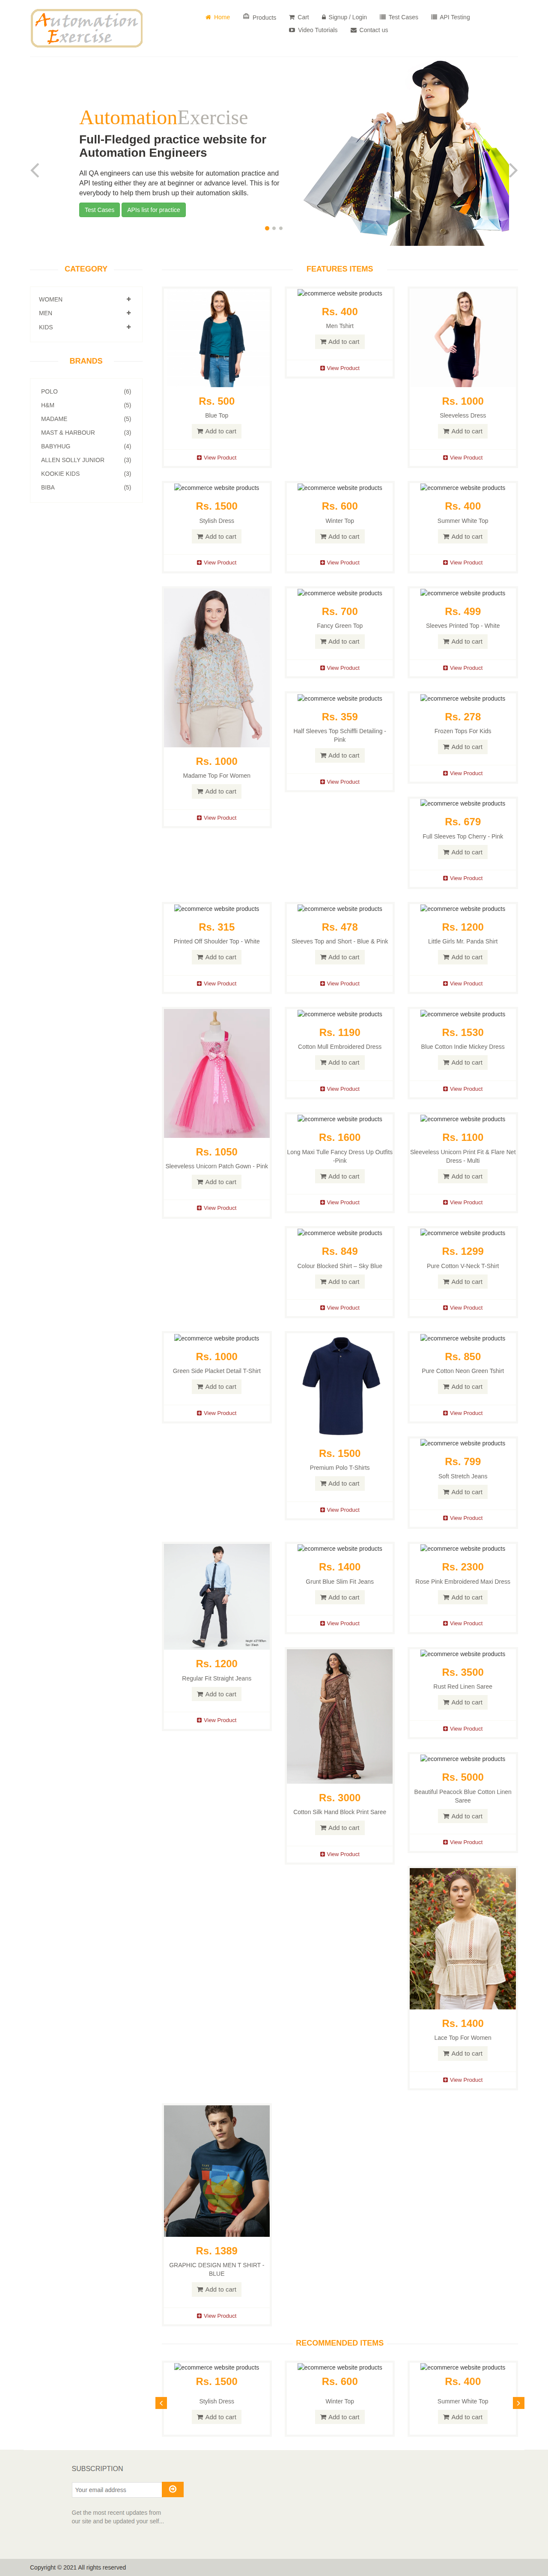 Automation
Exercise
Home
Products
Cart
Signup / Login
Test Cases
API Testing
Video Tutorials
Contact us
AutomationExercise
Full-Fledged practice website for
Automation Engineers
All QA engineers can use this website for automation practice and
API testing either they are at beginner or advance level. This is for
everybody to help them brush up their automation skills.
Test Cases
APIs list for practice
CATEGORY
WOMEN
MEN
KIDS
BRANDS
POLO (6)
H&M (5)
MADAME (5)
MAST & HARBOUR (3)
BABYHUG (4)
ALLEN SOLLY JUNIOR (3)
KOOKIE KIDS (3)
BIBA (5)
FEATURES ITEMS
Rs. 500
Blue Top
Add to cart
View Product
ecommerce website products
Rs. 400
Men Tshirt
Add to cart
View Product
Rs. 1000
Sleeveless Dress
Add to cart
View Product
ecommerce website products
Rs. 1500
Stylish Dress
Add to cart
View Product
ecommerce website products
Rs. 600
Winter Top
Add to cart
View Product
ecommerce website products
Rs. 400
Summer White Top
Add to cart
View Product
Rs. 1000
Madame Top For Women
Add to cart
View Product
ecommerce website products
Rs. 700
Fancy Green Top
Add to cart
View Product
ecommerce website products
Rs. 499
Sleeves Printed Top - White
Add to cart
View Product
ecommerce website products
Rs. 359
Half Sleeves Top Schiffli Detailing -
Pink
Add to cart
View Product
ecommerce website products
Rs. 278
Frozen Tops For Kids
Add to cart
View Product
ecommerce website products
Rs. 679
Full Sleeves Top Cherry - Pink
Add to cart
View Product
ecommerce website products
Rs. 315
Printed Off Shoulder Top - White
Add to cart
View Product
ecommerce website products
Rs. 478
Sleeves Top and Short - Blue & Pink
Add to cart
View Product
ecommerce website products
Rs. 1200
Little Girls Mr. Panda Shirt
Add to cart
View Product
Rs. 1050
Sleeveless Unicorn Patch Gown - Pink
Add to cart
View Product
ecommerce website products
Rs. 1190
Cotton Mull Embroidered Dress
Add to cart
View Product
ecommerce website products
Rs. 1530
Blue Cotton Indie Mickey Dress
Add to cart
View Product
ecommerce website products
Rs. 1600
Long Maxi Tulle Fancy Dress Up Outfits
-Pink
Add to cart
View Product
ecommerce website products
Rs. 1100
Sleeveless Unicorn Print Fit & Flare Net
Dress - Multi
Add to cart
View Product
ecommerce website products
Rs. 849
Colour Blocked Shirt – Sky Blue
Add to cart
View Product
ecommerce website products
Rs. 1299
Pure Cotton V-Neck T-Shirt
Add to cart
View Product
ecommerce website products
Rs. 1000
Green Side Placket Detail T-Shirt
Add to cart
View Product
Rs. 1500
Premium Polo T-Shirts
Add to cart
View Product
ecommerce website products
Rs. 850
Pure Cotton Neon Green Tshirt
Add to cart
View Product
ecommerce website products
Rs. 799
Soft Stretch Jeans
Add to cart
View Product
Rs. 1200
Regular Fit Straight Jeans
Add to cart
View Product
ecommerce website products
Rs. 1400
Grunt Blue Slim Fit Jeans
Add to cart
View Product
ecommerce website products
Rs. 2300
Rose Pink Embroidered Maxi Dress
Add to cart
View Product
Rs. 3000
Cotton Silk Hand Block Print Saree
Add to cart
View Product
ecommerce website products
Rs. 3500
Rust Red Linen Saree
Add to cart
View Product
ecommerce website products
Rs. 5000
Beautiful Peacock Blue Cotton Linen
Saree
Add to cart
View Product
Rs. 1400
Lace Top For Women
Add to cart
View Product
Rs. 1389
GRAPHIC DESIGN MEN T SHIRT -
BLUE
Add to cart
View Product
RECOMMENDED ITEMS
ecommerce website products
Rs. 1500
Stylish Dress
Add to cart
ecommerce website products
Rs. 600
Winter Top
Add to cart
ecommerce website products
Rs. 400
Summer White Top
Add to cart
SUBSCRIPTION
Your email address
Get the most recent updates from
our site and be updated your self...
Copyright © 2021 All rights reserved